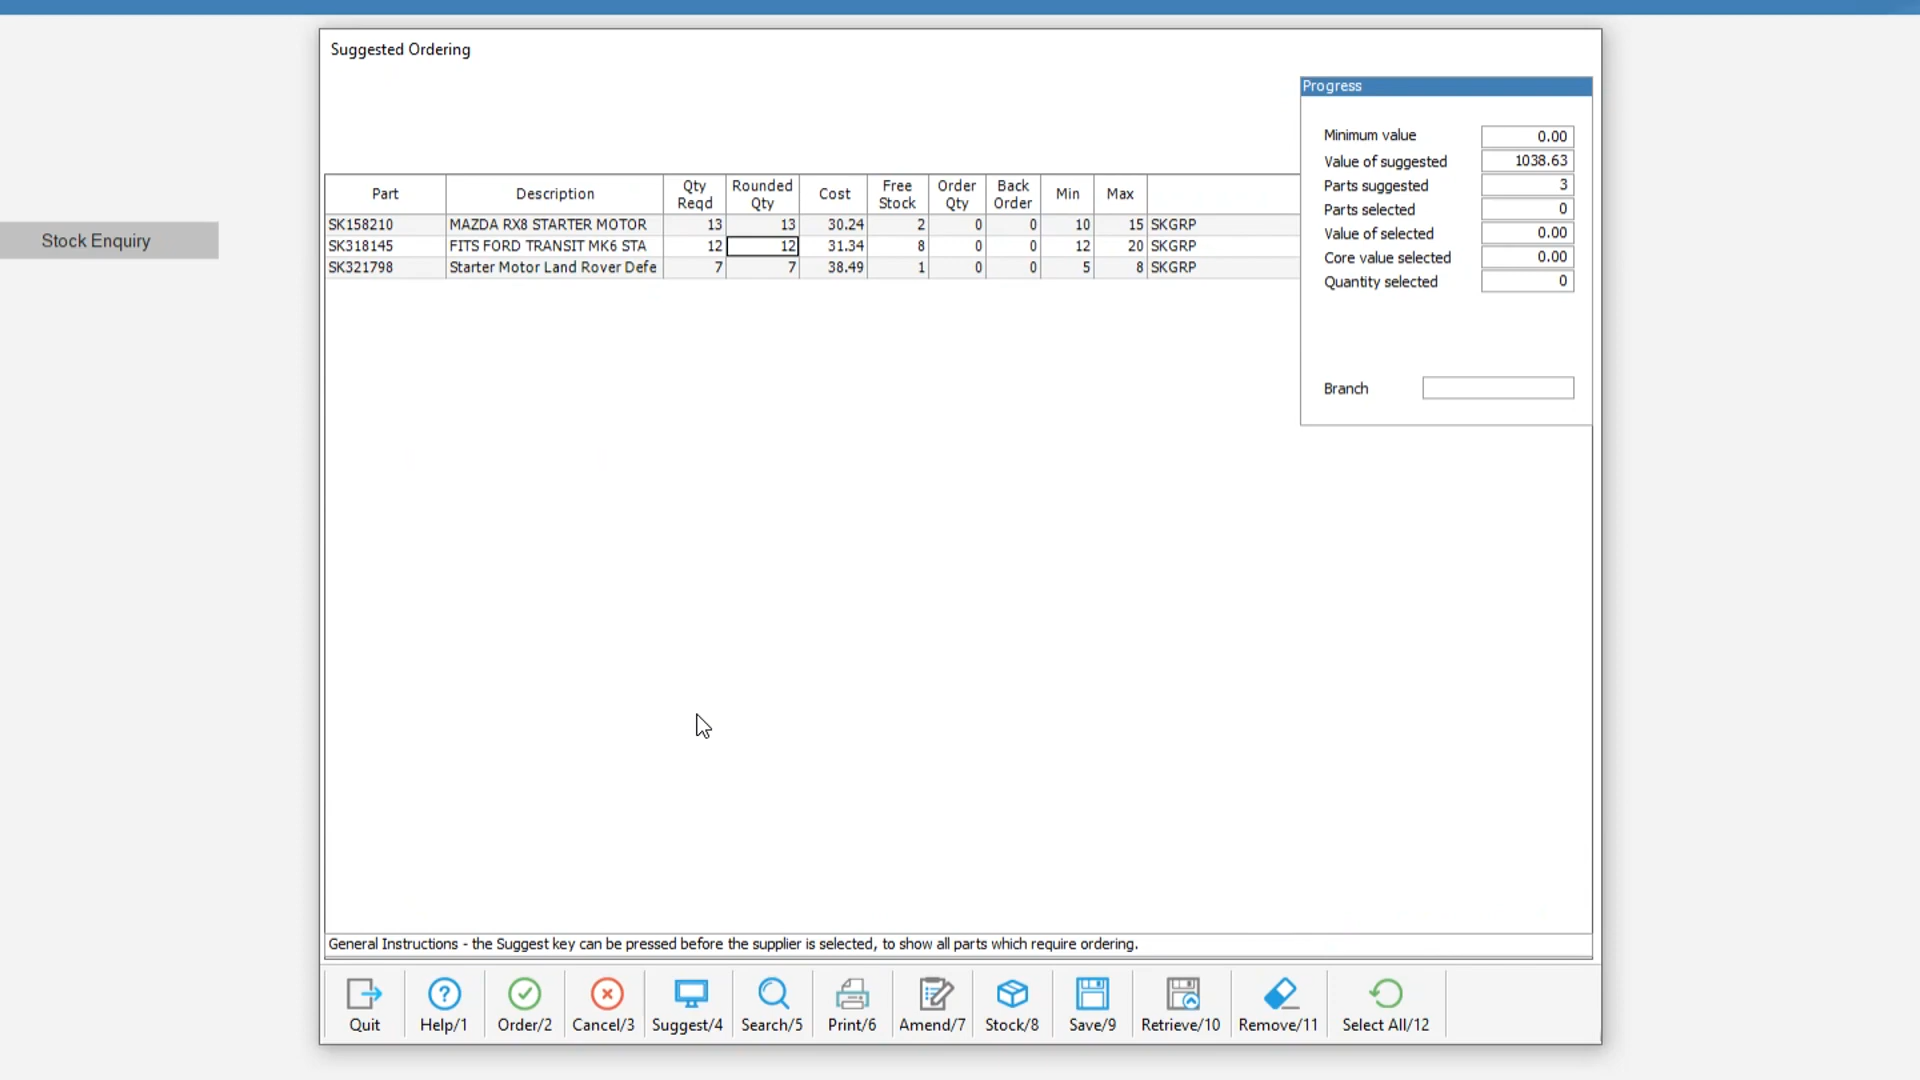 Suggested Ordering
Progress
Minimum value 0.00
Value of suggested 1038.63
Parts suggested 3
Parts selected 0
Value of selected 0.00
Core value selected 0.00
Quantity selected 0
Branch
Part Description Qty Reqd Rounded Qty Cost Free Stock Order Qty Back Order Min Max
SK158210 MAZDA RX8 STARTER MOTOR 13 13 30.24 2 0 0 10 15 SKGRP
SK318145 FITS FORD TRANSIT MK6 STA 12 12 31.34 8 0 0 12 20 SKGRP
SK321798 Starter Motor Land Rover Defe 7 7 38.49 1 0 0 5 8 SKGRP
Stock Enquiry
General Instructions - the Suggest key can be pressed before the supplier is selected, to show all parts which require ordering.
Quit Help/1 Order/2 Cancel/3 Suggest/4 Search/5 Print/6 Amend/7 Stock/8 Save/9 Retrieve/10 Remove/11 Select All/12